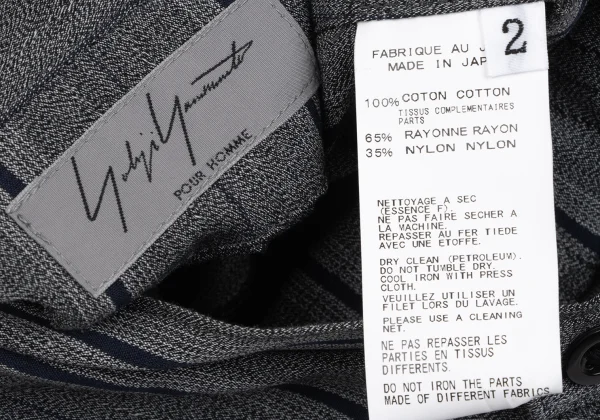 Yohji Yamamoto
POUR HOMME
2
FABRIQUE AU J
MADE IN JAP
100% COTON COTTON
TISSUS COMPLEMENTAIRES
PARTS
65% RAYONNE RAYON
35% NYLON NYLON
NETTOYAGE A SEC
(ESSENCE F)
NE PAS FAIRE SECHER A
LA MACHINE.
REPASSER AU FER TIEDE
AVEC UNE ETOFFE.
DRY CLEAN (PETROLEUM).
DO NOT TUMBLE DRY.
COOL IRON WITH PRESS
CLOTH.
VEUILLEZ UTILISER UN
FILET LORS DU LAVAGE.
PLEASE USE A CLEANING
NET.
NE PAS REPASSER LES
PARTIES EN TISSUS
DIFFERENTS.
DO NOT IRON THE PARTS
MADE OF DIFFERENT FABRICS